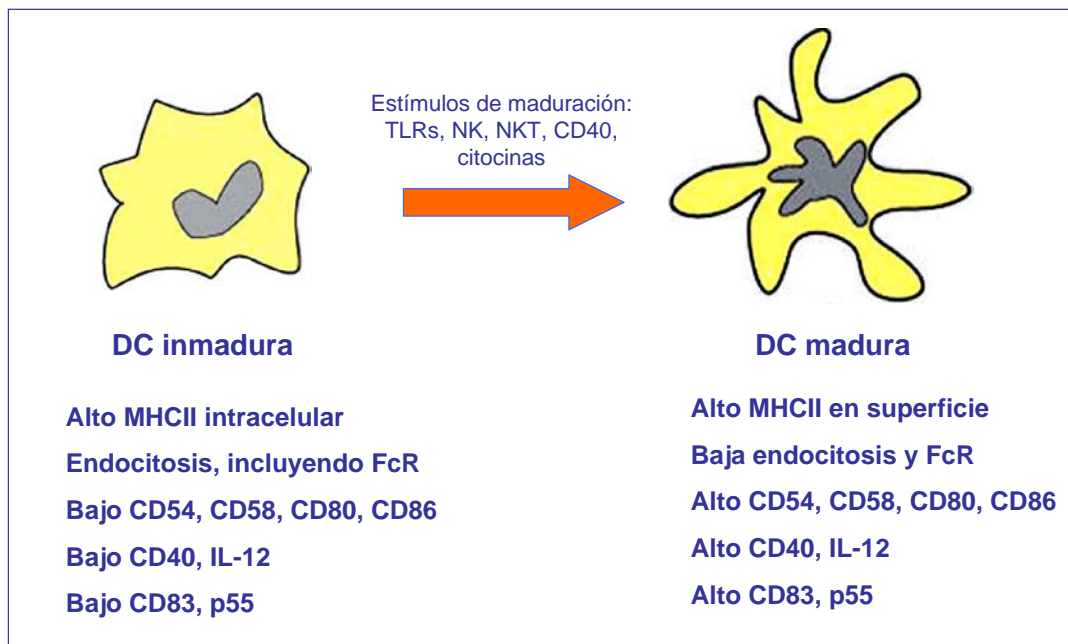 Estímulos de maduración:
TLRs, NK, NKT, CD40,
citocinas
DC inmadura
Alto MHCII intracelular
Endocitosis, incluyendo FcR
Bajo CD54, CD58, CD80, CD86
Bajo CD40, IL-12
Bajo CD83, p55
DC madura
Alto MHCII en superficie
Baja endocitosis y FcR
Alto CD54, CD58, CD80, CD86
Alto CD40, IL-12
Alto CD83, p55